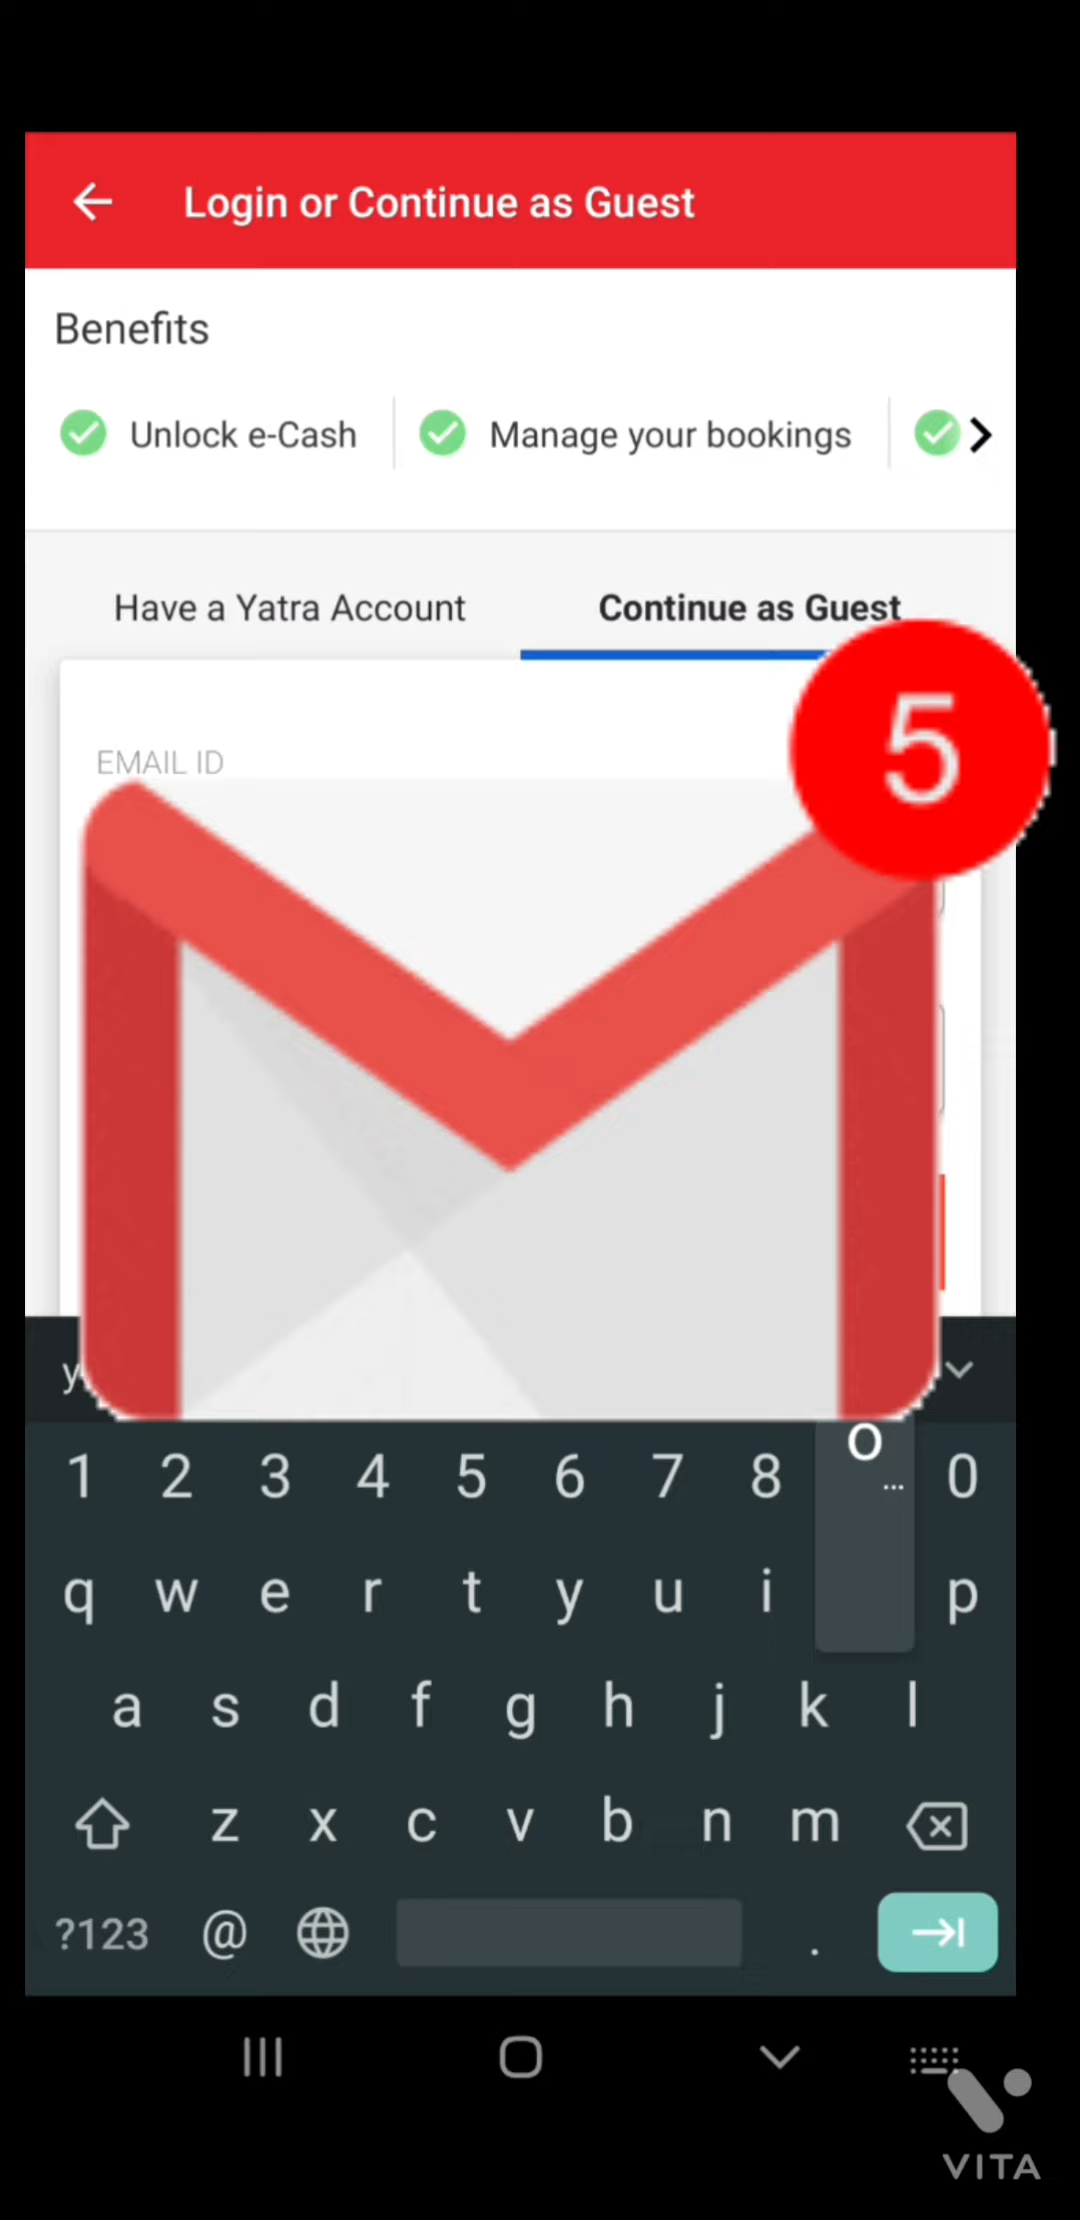 Login or Continue as Guest
Benefits
Unlock e-Cash
Manage your bookings
Have a Yatra Account
Continue as Guest
5
EMAIL ID
y
1 2 3 4 5 6 7 8 0
o ...
q w e r t y u i p
a s d f g h j k l
z x c v b n m
?123 @ .
VITA